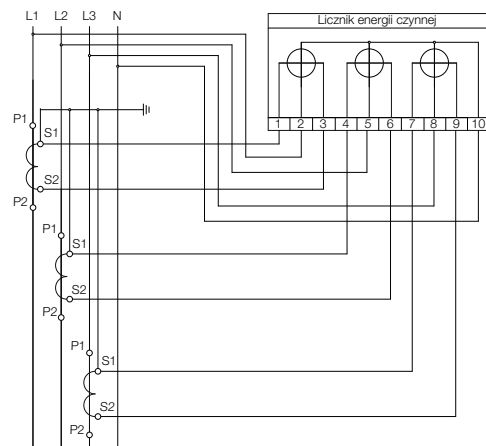 L1 L2 L3 N
Licznik energii czynnej
1 2 3 4 5 6 7 8 9 10
P1
S1
S2
P2
P1
S1
S2
P2
P1
S1
S2
P2